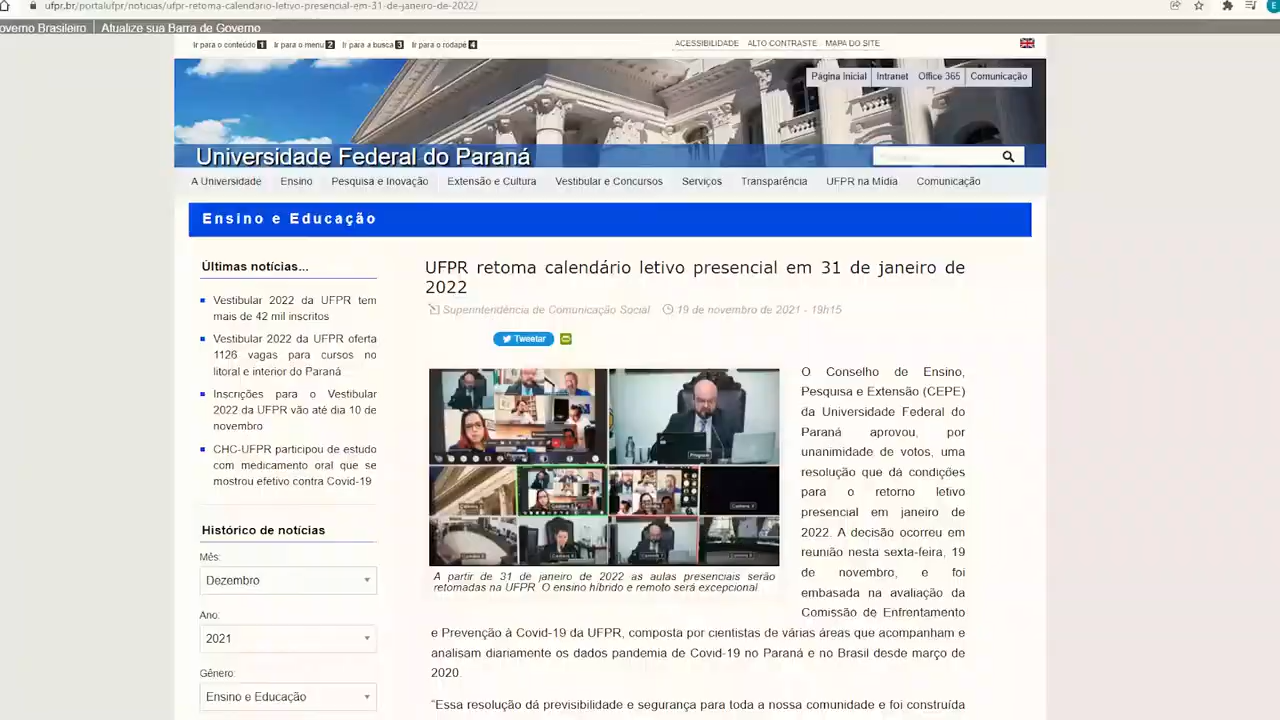 ufpr.br/portalufpr/noticias/ufpr-retoma-calendario-letivo-presencial-em-31-de-janeiro-de-2022/
overno Brasileiro | Atualize sua Barra de Governo
Ir para o conteúdo 1 Ir para o menu 2 Ir para a busca 3 Ir para o rodapé 4
ACESSIBILIDADE ALTO CONTRASTE MAPA DO SITE
Página Inicial Intranet Office 365 Comunicação
Universidade Federal do Paraná
A Universidade Ensino Pesquisa e Inovação Extensão e Cultura Vestibular e Concursos Serviços Transparência UFPR na Mídia Comunicação
Ensino e Educação
Últimas notícias...
Vestibular 2022 da UFPR tem
mais de 42 mil inscritos
Vestibular 2022 da UFPR oferta
1126 vagas para cursos no
litoral e interior do Paraná
Inscrições para o Vestibular
2022 da UFPR vão até dia 10 de
novembro
CHC-UFPR participou de estudo
com medicamento oral que se
mostrou efetivo contra Covid-19
Histórico de notícias
Mês:
Dezembro
Ano:
2021
Gênero:
Ensino e Educação
UFPR retoma calendário letivo presencial em 31 de janeiro de
2022
Superintendência de Comunicação Social 19 de novembro de 2021 - 19h15
Tweetar
A partir de 31 de janeiro de 2022 as aulas presenciais serão
retomadas na UFPR. O ensino híbrido e remoto será excepcional
O Conselho de Ensino,
Pesquisa e Extensão (CEPE)
da Universidade Federal do
Paraná aprovou, por
unanimidade de votos, uma
resolução que dá condições
para o retorno letivo
presencial em janeiro de
2022. A decisão ocorreu em
reunião nesta sexta-feira, 19
de novembro, e foi
embasada na avaliação da
Comissão de Enfrentamento
e Prevenção à Covid-19 da UFPR, composta por cientistas de várias áreas que acompanham e
analisam diariamente os dados pandemia de Covid-19 no Paraná e no Brasil desde março de
2020.
“Essa resolução dá previsibilidade e segurança para toda a nossa comunidade e foi construída